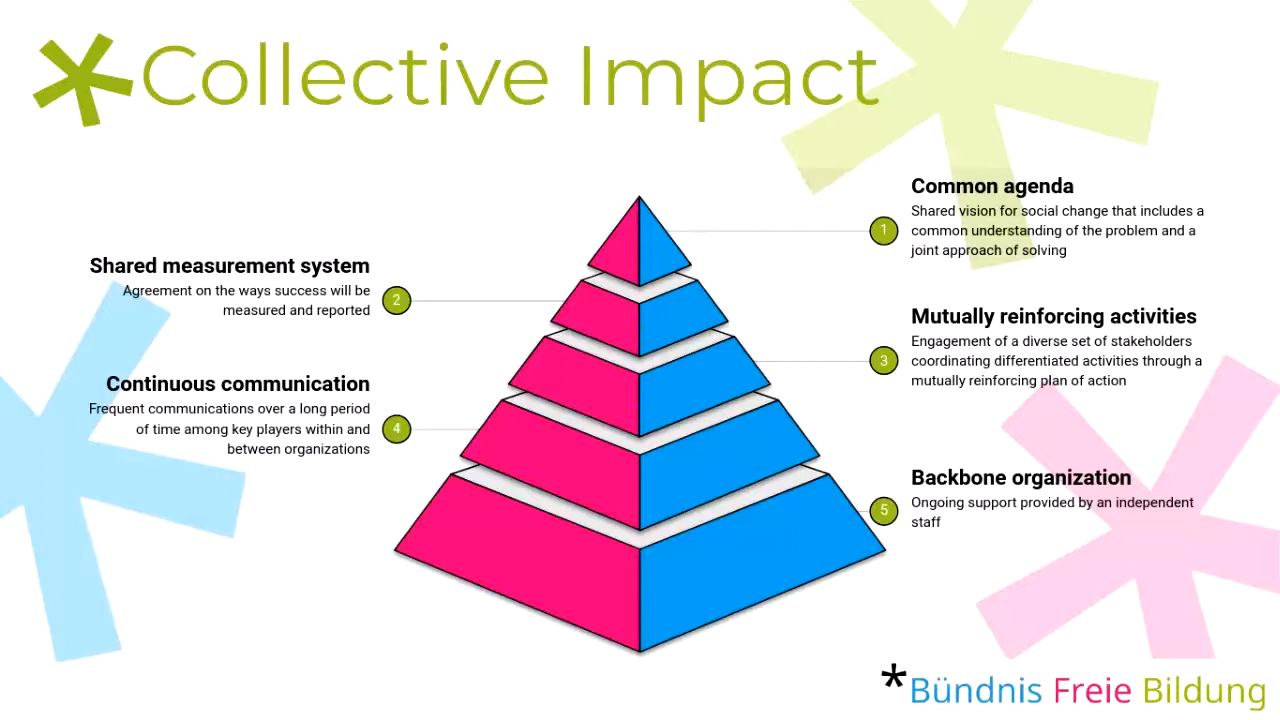 *Collective Impact
1
Common agenda
Shared vision for social change that includes a
common understanding of the problem and a
joint approach of solving
Shared measurement system
Agreement on the ways success will be
measured and reported
2
Mutually reinforcing activities
Engagement of a diverse set of stakeholders
coordinating differentiated activities through a
mutually reinforcing plan of action
3
Continuous communication
Frequent communications over a long period
of time among key players within and
between organizations
4
Backbone organization
Ongoing support provided by an independent
staff
5
*Bündnis Freie Bildung